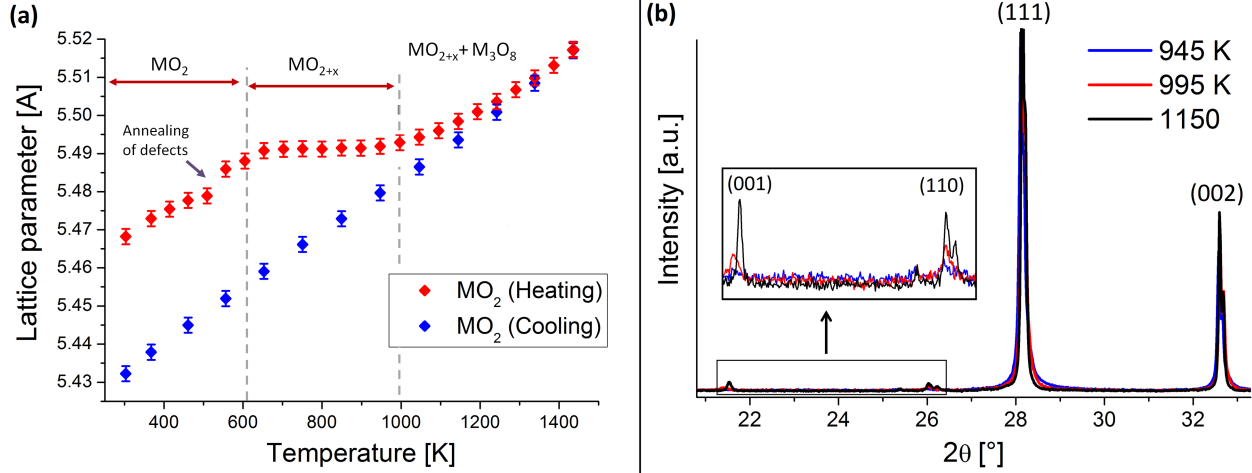 (a)
5.52
5.51
5.50
5.49
5.48
5.47
5.46
5.45
5.44
5.43
Lattice parameter [A]
MO2
MO2+x
MO2+x + M3O8
Annealing
of defects
MO2 (Heating)
MO2 (Cooling)
400 600 800 1000 1200 1400
Temperature [K]
(b)
(111)
945 K
995 K
1150
(001)
(110)
(002)
Intensity [a.u.]
22 24 26 28 30 32
2θ [°]